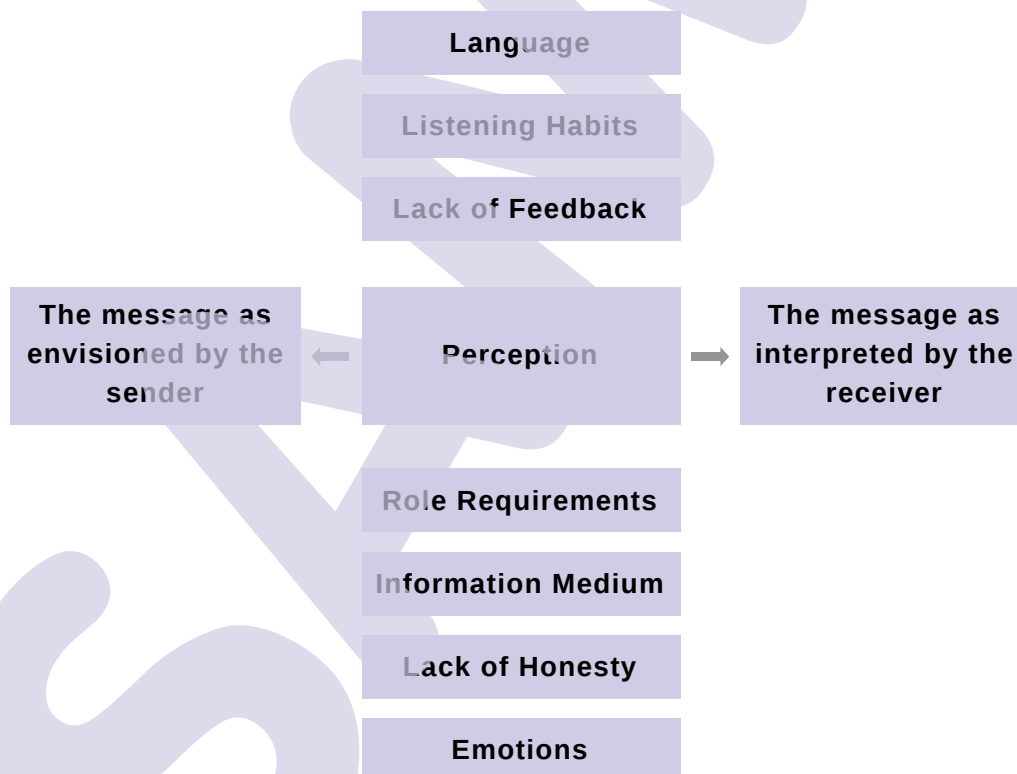 Language
Listening Habits
Lack of Feedback
The message as
envisioned by the
sender
Perception
The message as
interpreted by the
receiver
Role Requirements
Information Medium
Lack of Honesty
Emotions